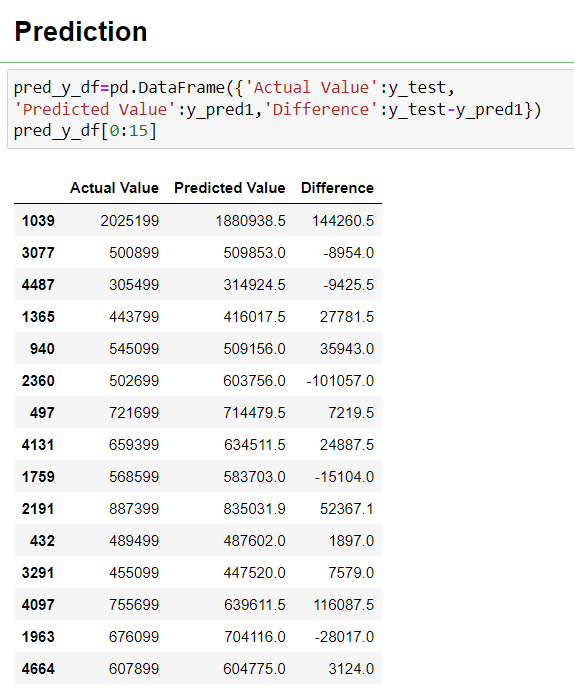 Prediction
pred_y_df=pd.DataFrame({'Actual Value':y_test,
'Predicted Value':y_pred1,'Difference':y_test-y_pred1})
pred_y_df[0:15]
Actual Value Predicted Value Difference
1039 2025199 1880938.5 144260.5
3077 500899 509853.0 -8954.0
4487 305499 314924.5 -9425.5
1365 443799 416017.5 27781.5
940 545099 509156.0 35943.0
2360 502699 603756.0 -101057.0
497 721699 714479.5 7219.5
4131 659399 634511.5 24887.5
1759 568599 583703.0 -15104.0
2191 887399 835031.9 52367.1
432 489499 487602.0 1897.0
3291 455099 447520.0 7579.0
4097 755699 639611.5 116087.5
1963 676099 704116.0 -28017.0
4664 607899 604775.0 3124.0